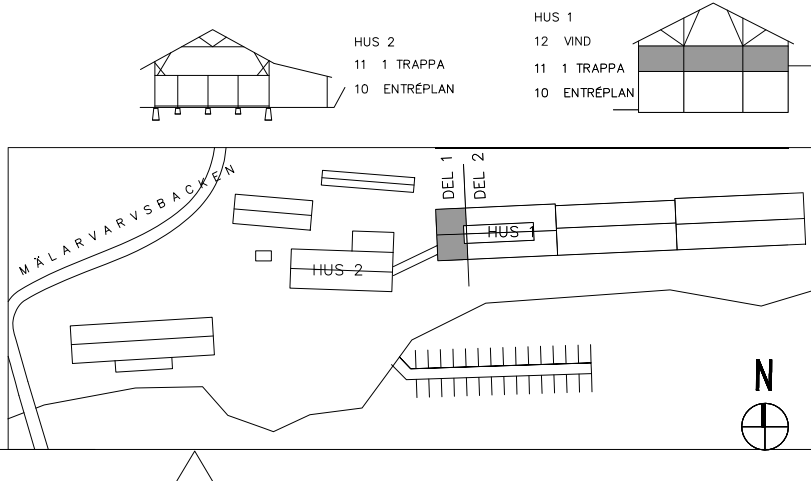 HUS 2
11 1 TRAPPA
10 ENTRÉPLAN
HUS 1
12 VIND
11 1 TRAPPA
10 ENTRÉPLAN
MÄLARVARVSBACKEN
DEL 1
DEL 2
HUS 1
HUS 2
N